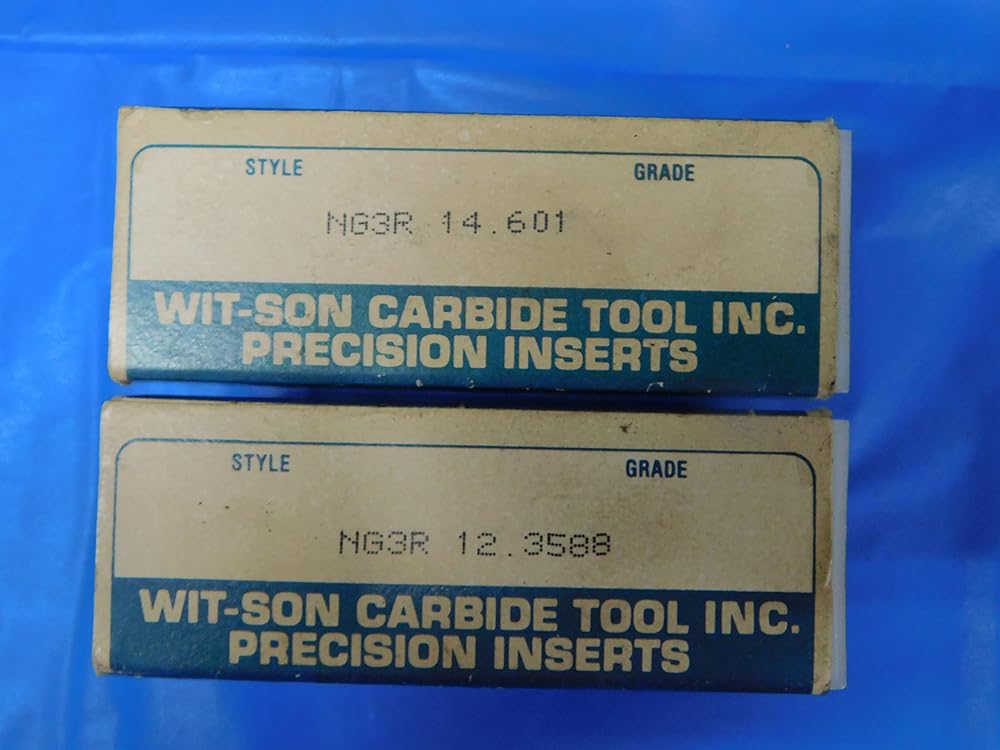 STYLE GRADE
NG3R 14.601
WIT-SON CARBIDE TOOL INC.
PRECISION INSERTS
STYLE GRADE
NG3R 12.3588
WIT-SON CARBIDE TOOL INC.
PRECISION INSERTS